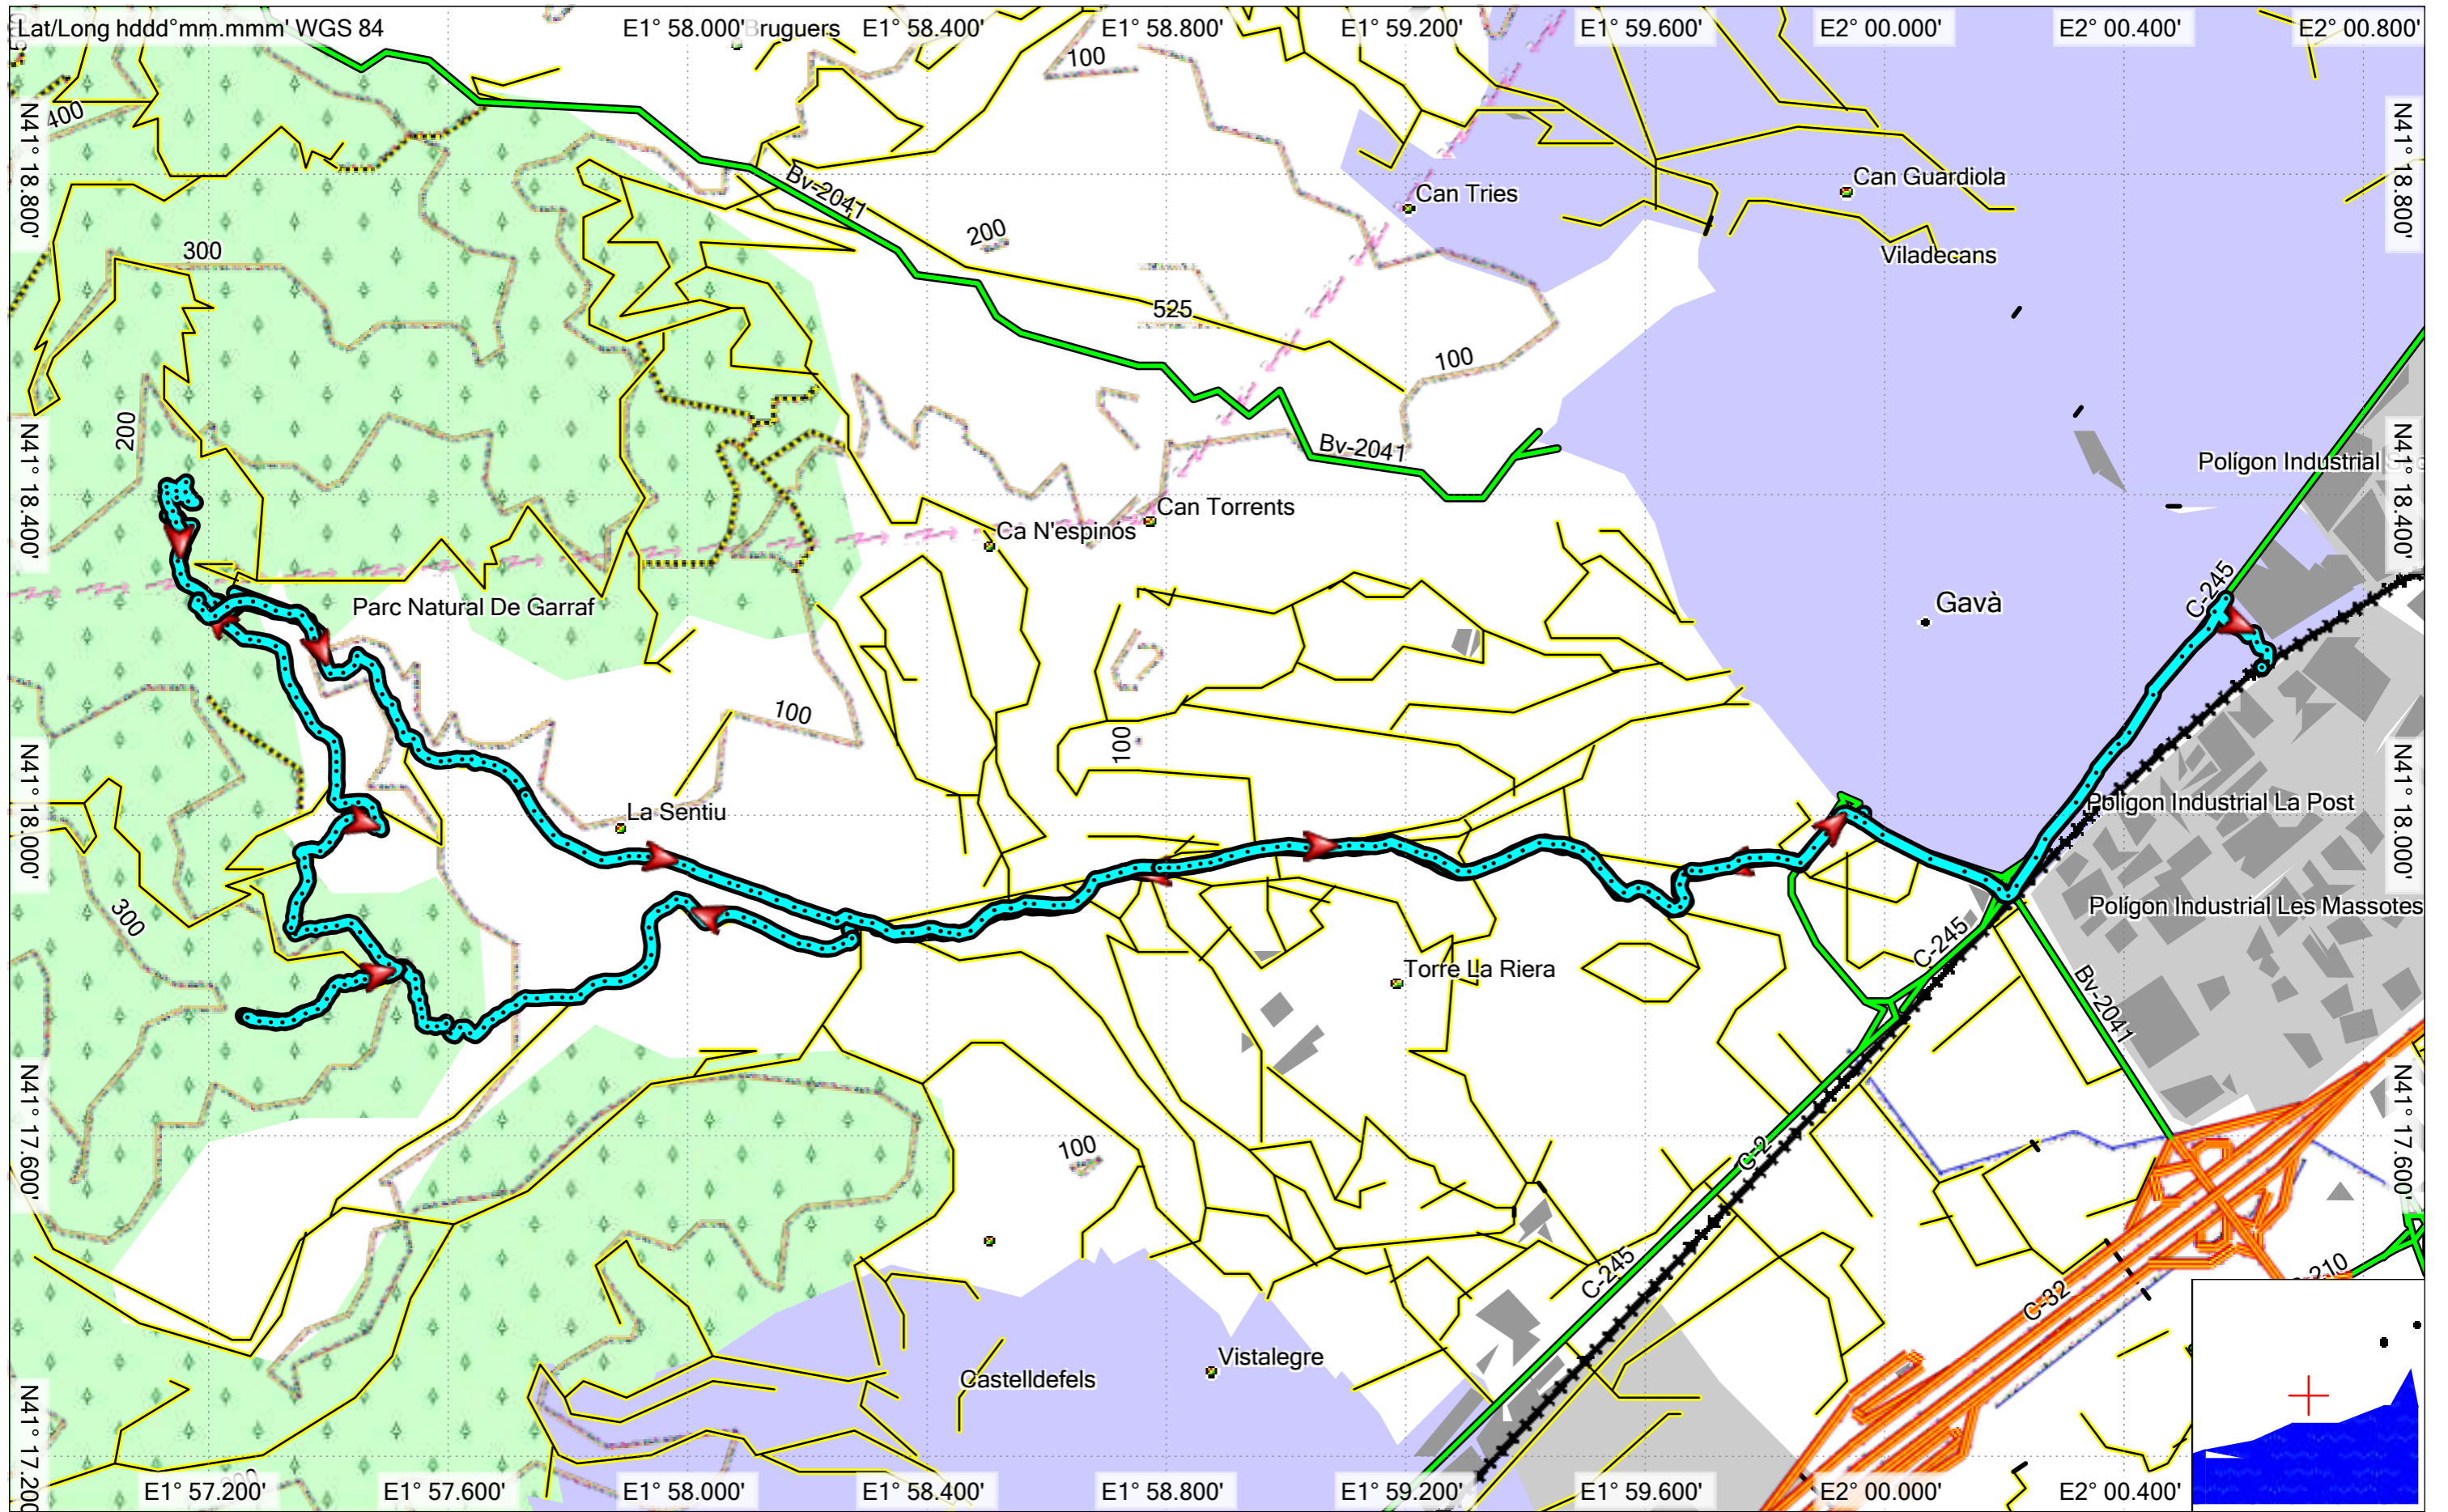 Lat/Long hddd°mm.mmm' WGS 84
E1° 58.000'
Bruguers
E1° 58.400'
E1° 58.800'
E1° 59.200'
E1° 59.600'
E2° 00.000'
E2° 00.400'
E2° 00.800'
100
400
N41° 18.800'
N41° 18.800'
Can Guardiola
Can Tries
Bv-2041
200
300
Viladecans
525
100
200
Bv-2041
Polígon Industrial
N41° 18.400'
N41° 18.400'
Can Torrents
Ca N'espinós
C-245
Parc Natural De Garraf
Gavà
100
100
N41° 18.000'
N41° 18.000'
La Sentiu
Polígon Industrial La Post
300
Polígon Industrial Les Massotes
C-245
Torre La Riera
Bv-2041
N41° 17.600'
N41° 17.600'
100
C-2
C-245
C-32
Vistalegre
Castelldefels
N41° 17.200
E1° 57.200'
E1° 57.600'
E1° 58.000'
E1° 58.400'
E1° 58.800'
E1° 59.200'
E1° 59.600'
E2° 00.000'
E2° 00.400'